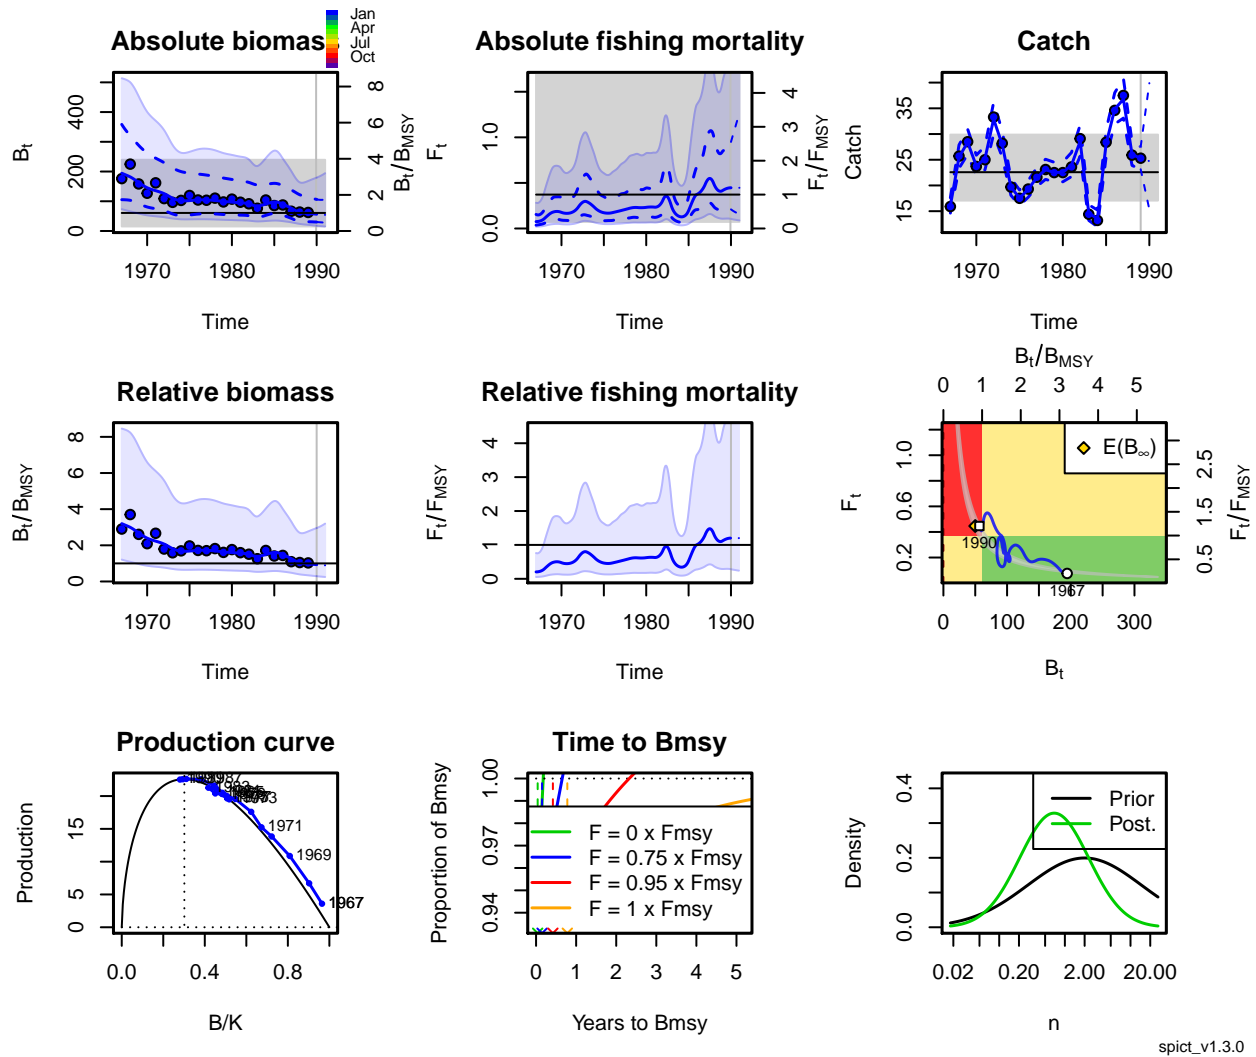 Absolute biomass
Jan
Apr
Jul
Oct
B_t
0 200 400
0 2 4 6 8
B_t/B_MSY
1970 1980 1990
Time
Absolute fishing mortality
F_t
0.0 1.0
0 1 2 3 4
F_t/F_MSY
1970 1980 1990
Time
Catch
Catch
15 25 35
1970 1980 1990
Time
Relative biomass
B_t/B_MSY
0 2 4 6 8
1970 1980 1990
Time
Relative fishing mortality
F_t/F_MSY
0 1 2 3 4
1970 1980 1990
Time
B_t/B_MSY
0 1 2 3 4 5
F_t
0.2 0.6 1.0
E(B_∞)
1990
1967
0.5 1.5 2.5
F_t/F_MSY
0 100 200 300
B_t
Production curve
Production
0 5 15
1971
1969
1967
0.0 0.4 0.8
B/K
Time to Bmsy
Proportion of Bmsy
0.94 0.97 1.00
F = 0 x Fmsy
F = 0.75 x Fmsy
F = 0.95 x Fmsy
F = 1 x Fmsy
0 1 2 3 4 5
Years to Bmsy
Density
0.0 0.2 0.4
Prior
Post.
0.02 0.20 2.00 20.00
n
spict_v1.3.0